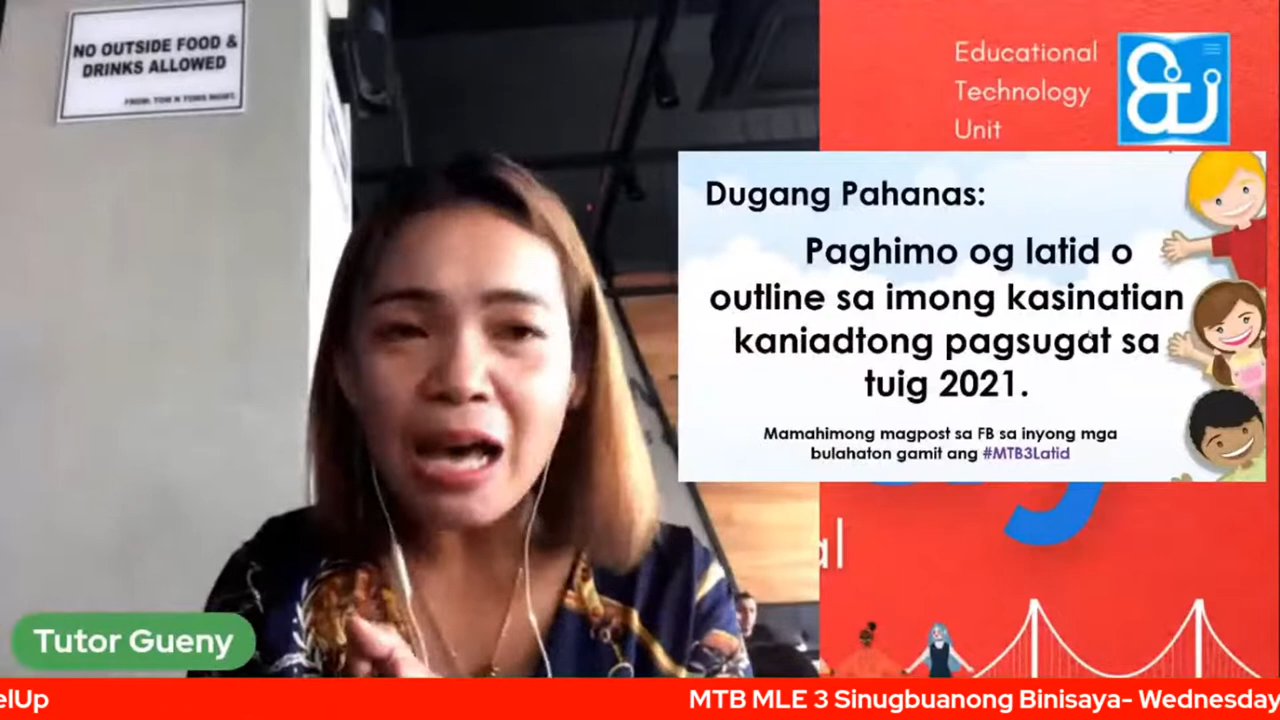 NO OUTSIDE FOOD &
DRINKS ALLOWED
FROM: TOM N TOMS MGMT.
Educational
Technology
Unit
Dugang Pahanas:
Paghimo og latid o
outline sa imong kasinatian
kaniadtong pagsugat sa
tuig 2021.
Mamahimong magpost sa FB sa inyong mga
bulahaton gamit ang #MTB3Latid
al
Tutor Gueny
elUp
MTB MLE 3 Sinugbuanong Binisaya- Wednesday